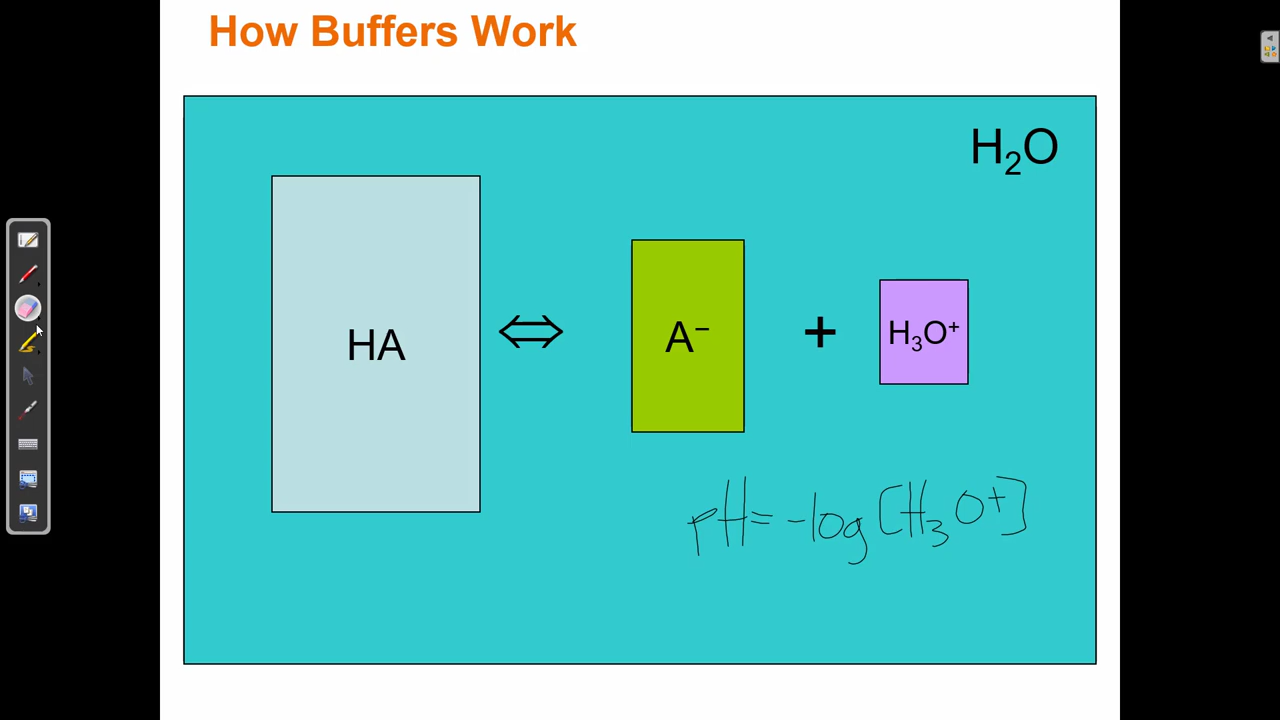 How Buffers Work
H₂O
HA ⇔ A⁻ + H₃O⁺
pH = -log [H₃O⁺]